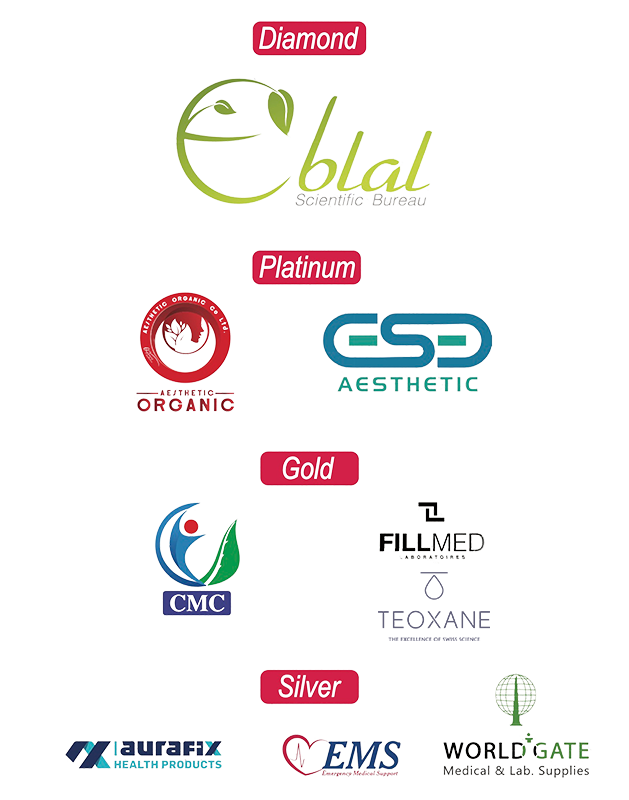 Diamond
eblal
Scientific Bureau
Platinum
AESTHETIC ORGANIC Co Ltd.
AESTHETIC
ORGANIC
ESE
AESTHETIC
Gold
CMC
FILLMED
LABORATOIRES
TEOXANE
THE EXCELLENCE OF SWISS SCIENCE
Silver
aurafix
HEALTH PRODUCTS
EMS
Emergency Medical Support
WORLD GATE
Medical & Lab. Supplies